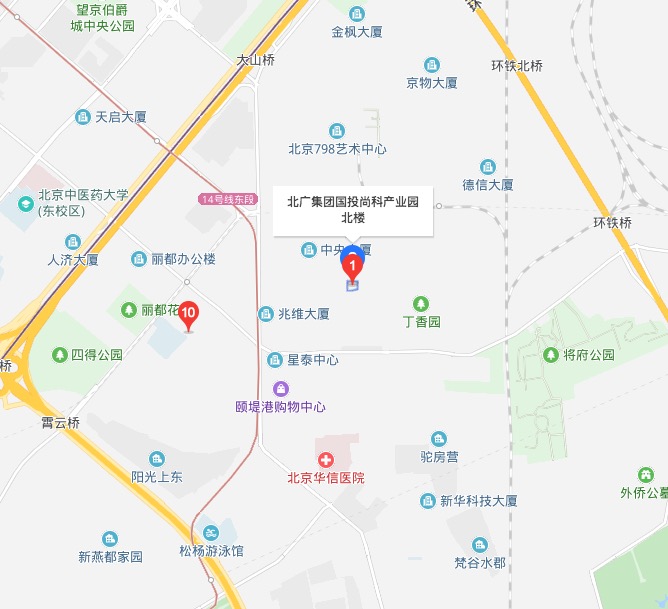 望京伯爵
城中央公园
金枫大厦
大山桥
环铁北桥
京物大厦
天启大厦
北京798艺术中心
德信大厦
北京中医药大学
(东校区)
14号线东段
北广集团国投尚科产业园
北楼
环铁桥
人济大厦
丽都办公楼
中央
厦
1
丽都花
10
兆维大厦
丁香园
四得公园
星泰中心
将府公园
桥
颐堤港购物中心
霄云桥
驼房营
阳光上东
北京华信医院
外侨公墓
新华科技大厦
新燕都家园
松杨游泳馆
梵谷水郡